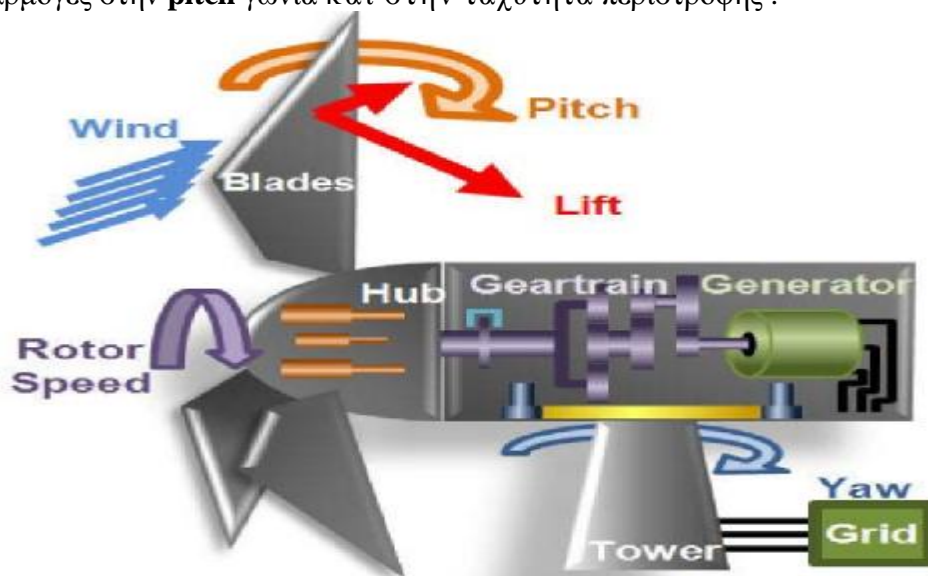 στην pitch γωνία και στην ταχύτητα περιστροφής.
Pitch
Wind
Blades
Lift
Hub
Geartrain
Generator
Rotor
Speed
Yaw
Grid
Tower